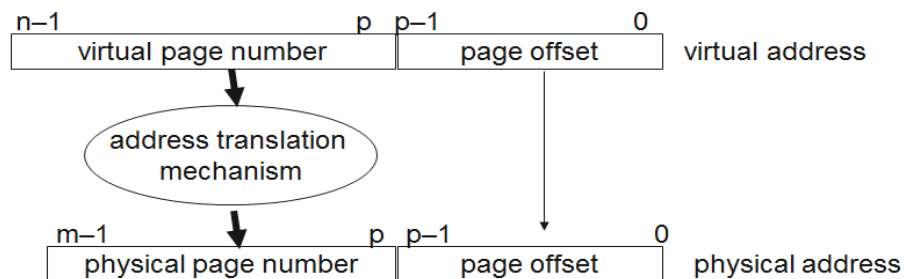 n–1 p p–1 0
virtual page number page offset virtual address
address translation
mechanism
m–1 p p–1 0
physical page number page offset physical address